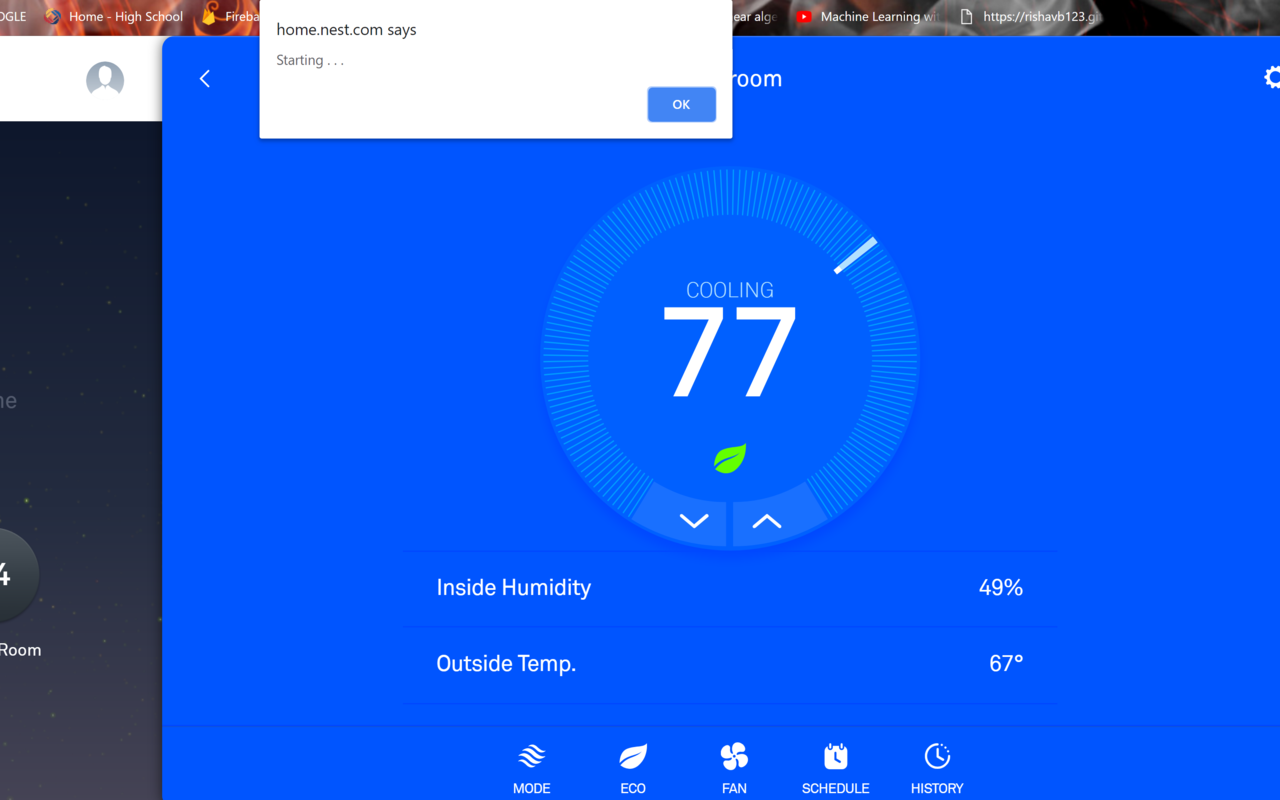 OGLE
Home - High School
Fireba
ear alge
Machine Learning wi
https://rishavb123.gi
home.nest.com says
Starting . . .
OK
room
COOLING
77
ne
4
Room
Inside Humidity
49%
Outside Temp.
67°
MODE
ECO
FAN
SCHEDULE
HISTORY